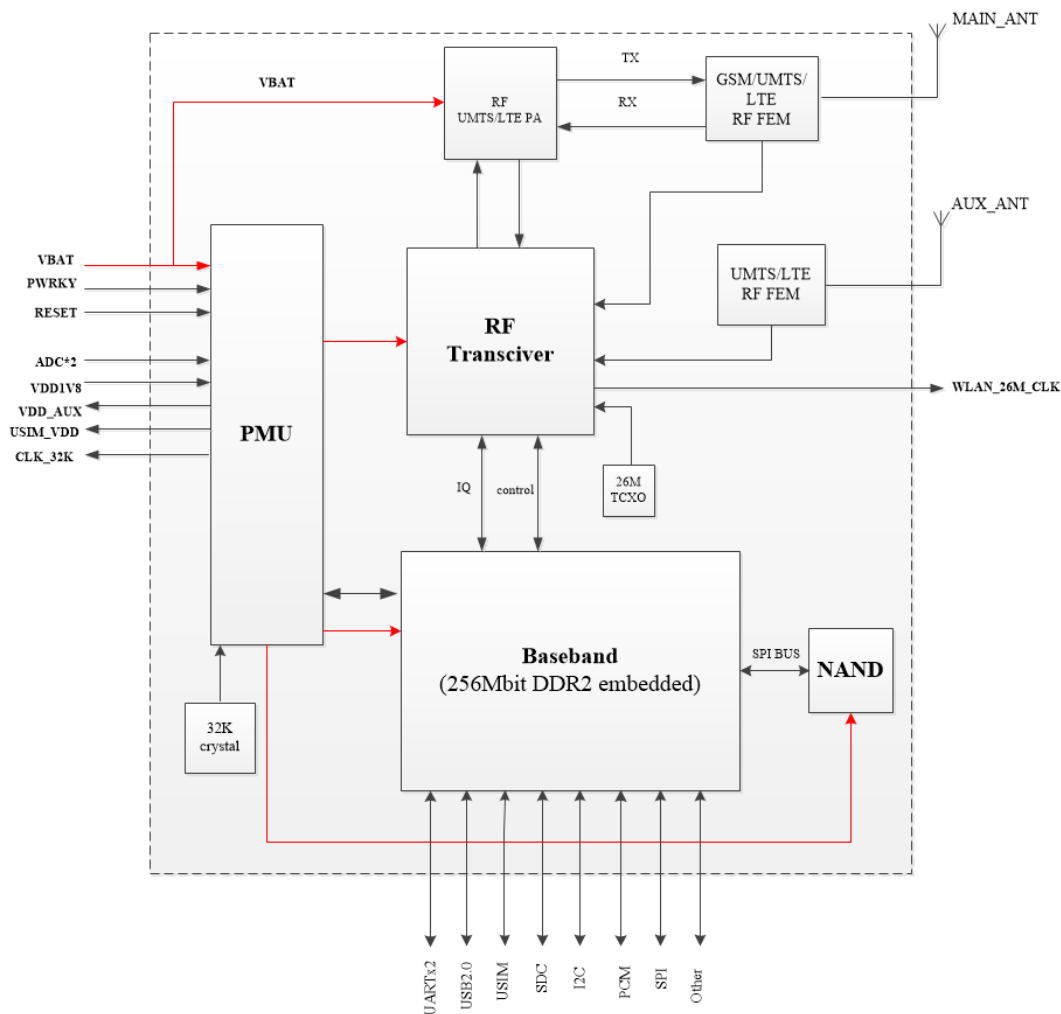 MAIN_ANT
VBAT
TX
RX
RF
UMTS/LTE PA
GSM/UMTS/
LTE
RF FEM
AUX_ANT
VBAT
PWRKY
RESET
ADC*2
VDD1V8
VDD_AUX
USIM_VDD
CLK_32K
PMU
RF
Transciver
UMTS/LTE
RF FEM
WLAN_26M_CLK
IQ
control
26M
TCXO
Baseband
(256Mbit DDR2 embedded)
SPI BUS
NAND
32K
crystal
UARTx2
USB2.0
USIM
SDC
I2C
PCM
SPI
Other